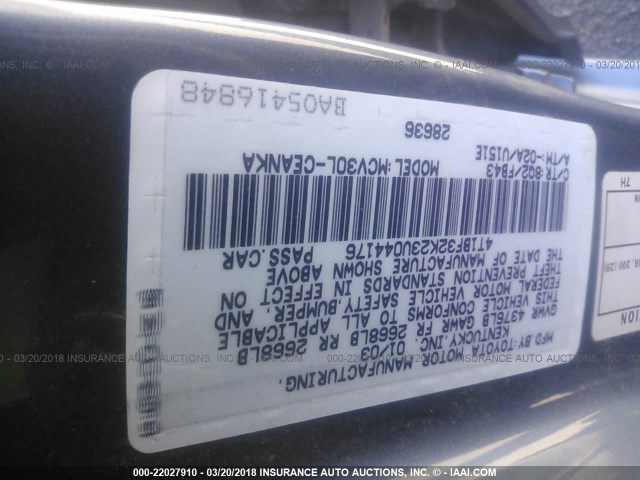 MFD.BY:TOYOTA
MOTOR MANUFACTURING,
KENTUCKY,INC. 01/03
GVWR 4376LB GAWR FR 2668LB RR 2668LB
THIS VEHICLE CONFORMS TO ALL APPLICABLE
FEDERAL MOTOR VEHICLE SAFETY,BUMPER, AND
THEFT PREVENTION STANDARDS IN EFFECT ON
THE DATE OF MANUFACTURE SHOWN ABOVE
4T1BF32K23U044176 PASS.CAR
C/TR:8Q2/FB43 MODEL:MCV30L-CEANKA
A/TM:-02A/U151E
28636
BA05416848
7H
000-22027910 - 03/20/2018 INSURANCE AUTO AUCTIONS © - IAAI.COM